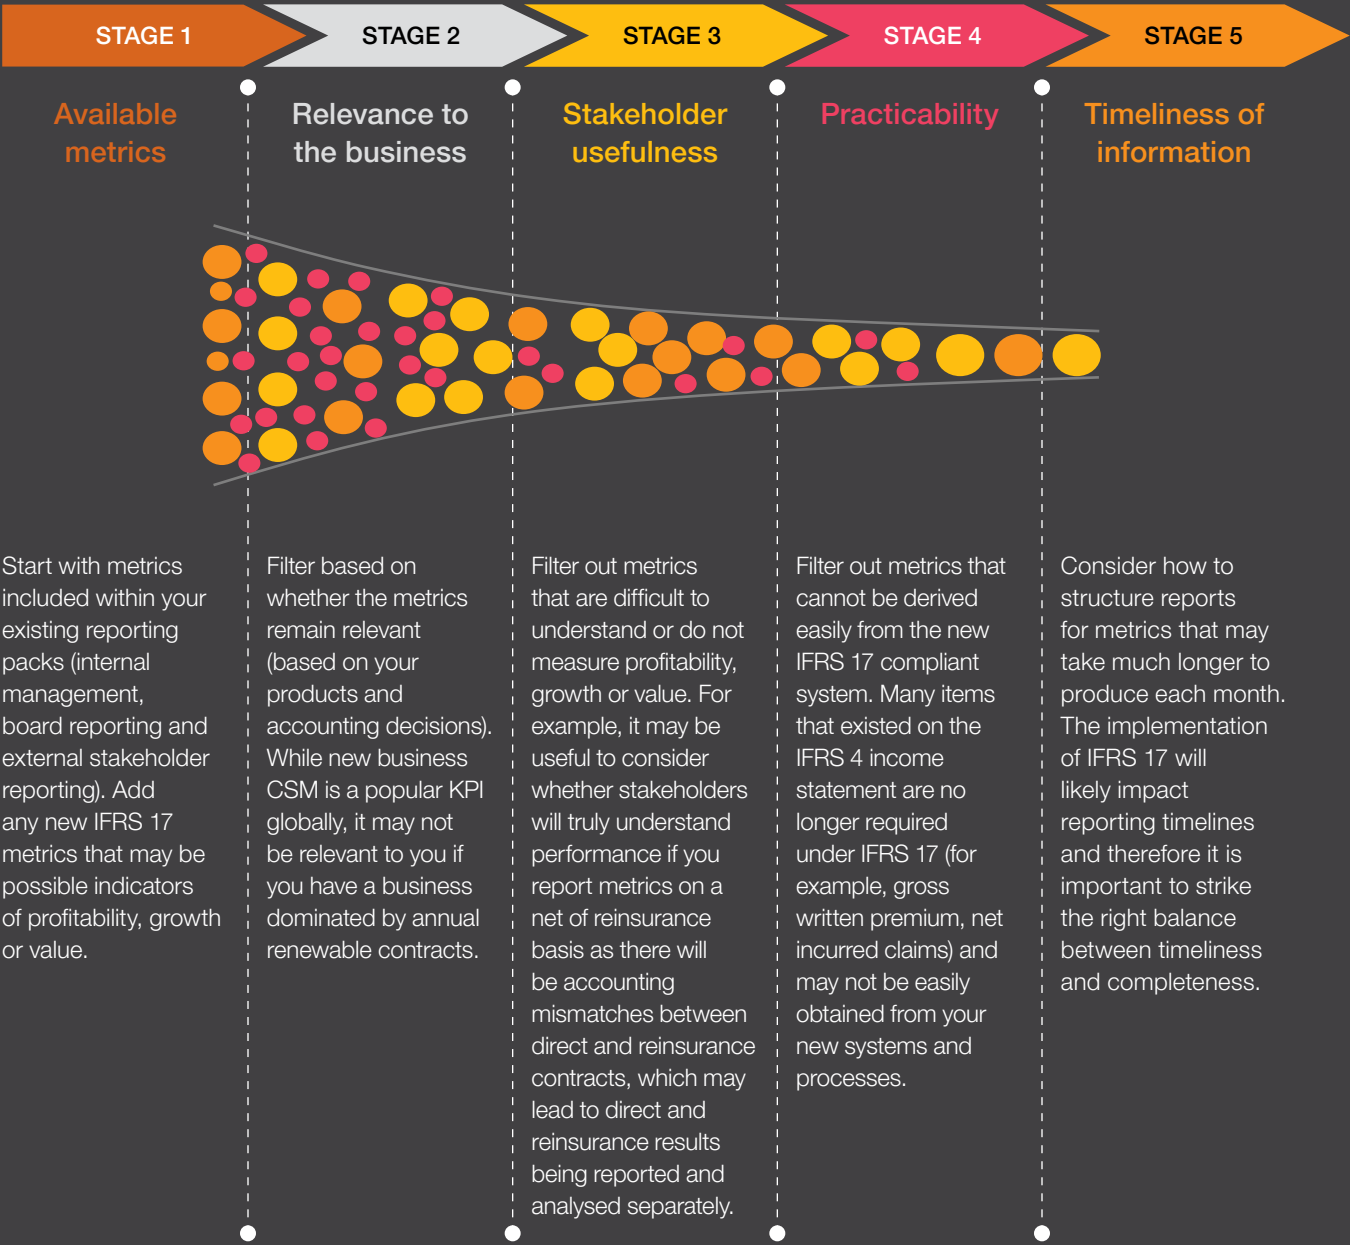 STAGE 1
STAGE 2
STAGE 3
STAGE 4
STAGE 5
Available
metrics
Relevance to
the business
Stakeholder
usefulness
Practicability
Timeliness of
information
Start with metrics
included within your
existing reporting
packs (internal
management,
board reporting and
external stakeholder
reporting). Add
any new IFRS 17
metrics that may be
possible indicators
of profitability, growth
or value.
Filter based on
whether the metrics
remain relevant
(based on your
products and
accounting decisions).
While new business
CSM is a popular KPI
globally, it may not
be relevant to you if
you have a business
dominated by annual
renewable contracts.
Filter out metrics
that are difficult to
understand or do not
measure profitability,
growth or value. For
example, it may be
useful to consider
whether stakeholders
will truly understand
performance if you
report metrics on a
net of reinsurance
basis as there will
be accounting
mismatches between
direct and reinsurance
contracts, which may
lead to direct and
reinsurance results
being reported and
analysed separately.
Filter out metrics that
cannot be derived
easily from the new
IFRS 17 compliant
system. Many items
that existed on the
IFRS 4 income
statement are no
longer required
under IFRS 17 (for
example, gross
written premium, net
incurred claims) and
may not be easily
obtained from your
new systems and
processes.
Consider how to
structure reports
for metrics that may
take much longer to
produce each month.
The implementation
of IFRS 17 will
likely impact
reporting timelines
and therefore it is
important to strike
the right balance
between timeliness
and completeness.